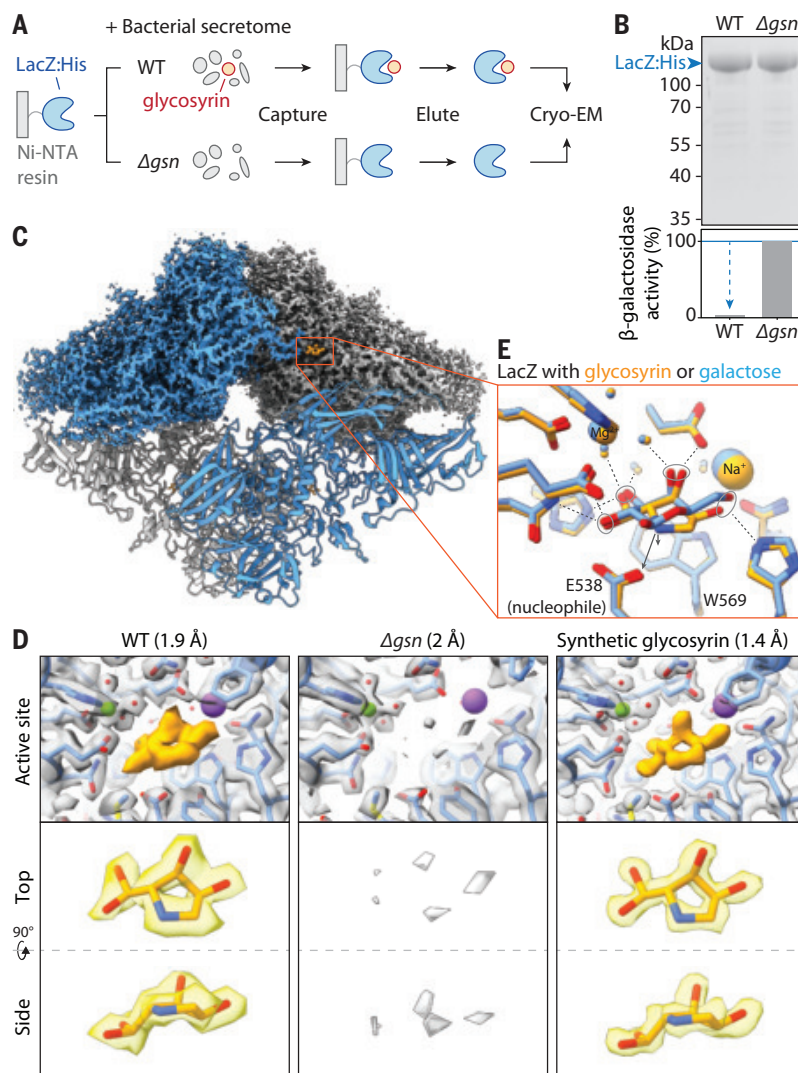 A
+ Bacterial secretome
LacZ:His
WT
glycosyrin
Capture
Elute
Cryo-EM
Ni-NTA
resin
Δgsn
B
WT Δgsn
kDa
LacZ:His
100
70
55
40
35
β-galactosidase
activity (%)
100
0
WT Δgsn
C
E
LacZ with glycosyrin or galactose
Mg
Na+
E538
(nucleophile)
W569
D
WT (1.9 Å)
Δgsn (2 Å)
Synthetic glycosyrin (1.4 Å)
Active site
Top
90°
Side